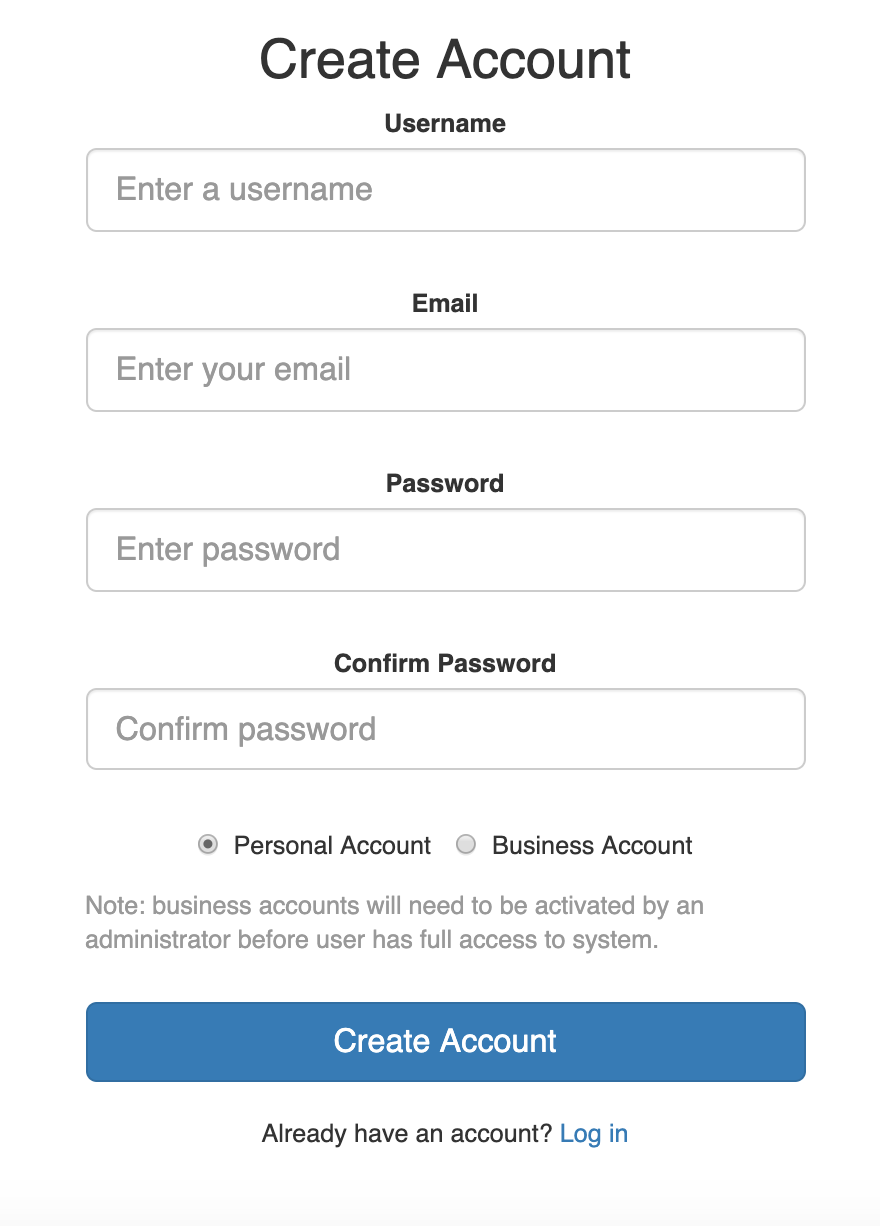 Create Account
Username
Enter a username
Email
Enter your email
Password
Enter password
Confirm Password
Confirm password
Personal Account Business Account
Note: business accounts will need to be activated by an
administrator before user has full access to system.
Create Account
Already have an account? Log in